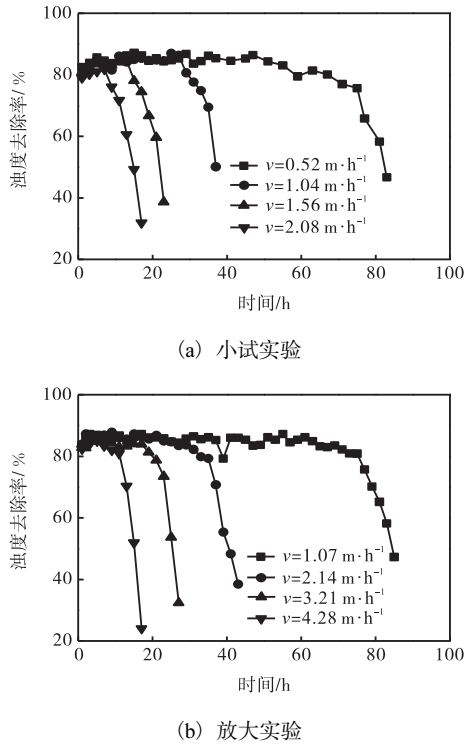 100
80
60
40
20
浊度去除率/ %
v=0.52 m·h⁻¹
v=1.04 m·h⁻¹
v=1.56 m·h⁻¹
v=2.08 m·h⁻¹
0 20 40 60 80 100
时间/h
(a) 小试实验
100
80
60
40
20
浊度去除率/ %
v=1.07 m·h⁻¹
v=2.14 m·h⁻¹
v=3.21 m·h⁻¹
v=4.28 m·h⁻¹
0 20 40 60 80 100
时间/h
(b) 放大实验